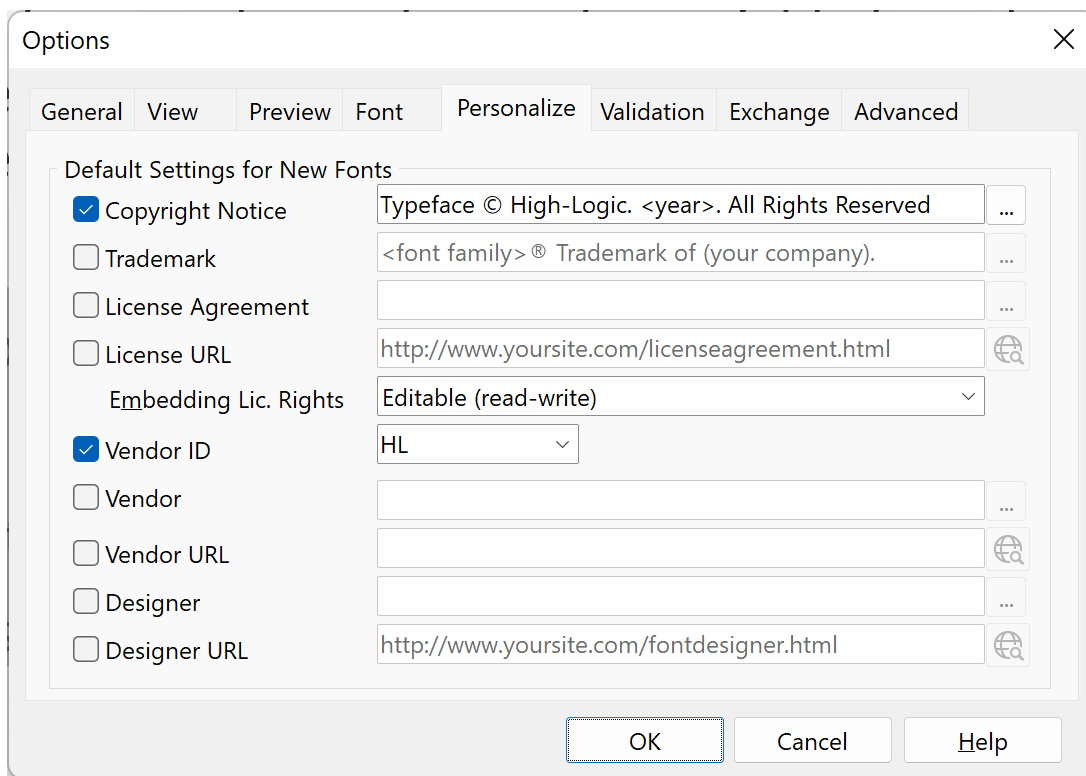 Options
General View Preview Font Personalize Validation Exchange Advanced
Default Settings for New Fonts
Copyright Notice Typeface © High-Logic. <year>. All Rights Reserved ...
Trademark <font family>® Trademark of (your company). ...
License Agreement ...
License URL http://www.yoursite.com/licenseagreement.html
Embedding Lic. Rights Editable (read-write)
Vendor ID HL
Vendor ...
Vendor URL
Designer ...
Designer URL http://www.yoursite.com/fontdesigner.html
OK Cancel Help